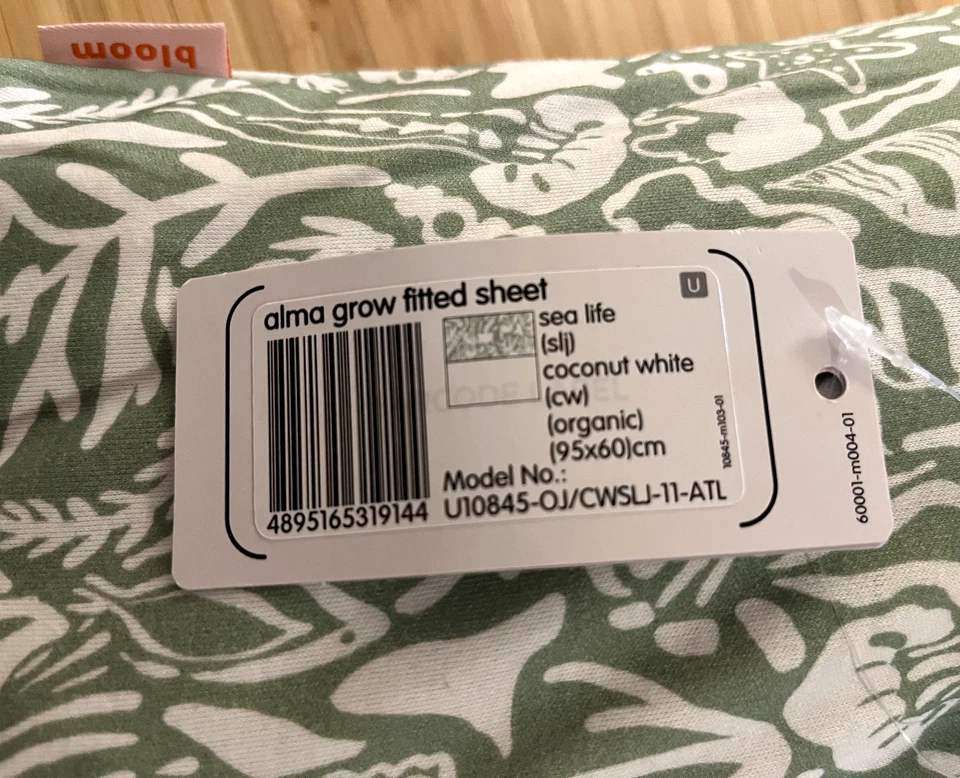 bloom
alma grow fitted sheet
U
sea life
(slj)
coconut white
(cw)
(organic)
(95x60)cm
10845-m103-01
Model No.:
U10845-OJ/CWSLJ-11-ATL
4895165319144
60001-m004-01